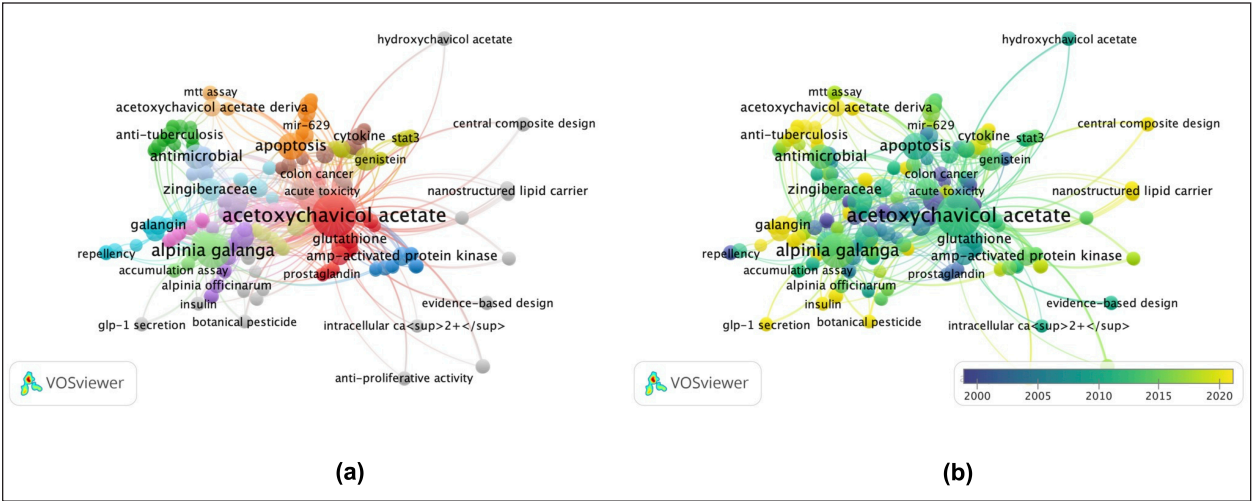 hydroxychavicol acetate
mtt assay
acetoxychavicol acetate deriva
central composite design
mir-629
anti-tuberculosis
cytokine
stat3
apoptosis
antimicrobial
genistein
colon cancer
zingiberaceae
acute toxicity
nanostructured lipid carrier
acetoxychavicol acetate
galangin
glutathione
repellency
alpinia galanga
amp-activated protein kinase
accumulation assay
prostaglandin
alpinia officinarum
insulin
evidence-based design
glp-1 secretion
botanical pesticide
intracellular ca<sup>2+</sup>
anti-proliferative activity
VOSviewer
(a)
hydroxychavicol acetate
mtt assay
acetoxychavicol acetate deriva
central composite design
mir-629
anti-tuberculosis
cytokine
stat3
apoptosis
antimicrobial
genistein
colon cancer
zingiberaceae
acute toxicity
nanostructured lipid carrier
acetoxychavicol acetate
galangin
glutathione
repellency
alpinia galanga
amp-activated protein kinase
accumulation assay
prostaglandin
alpinia officinarum
insulin
evidence-based design
glp-1 secretion
botanical pesticide
intracellular ca<sup>2+</sup>
VOSviewer
2000 2005 2010 2015 2020
(b)